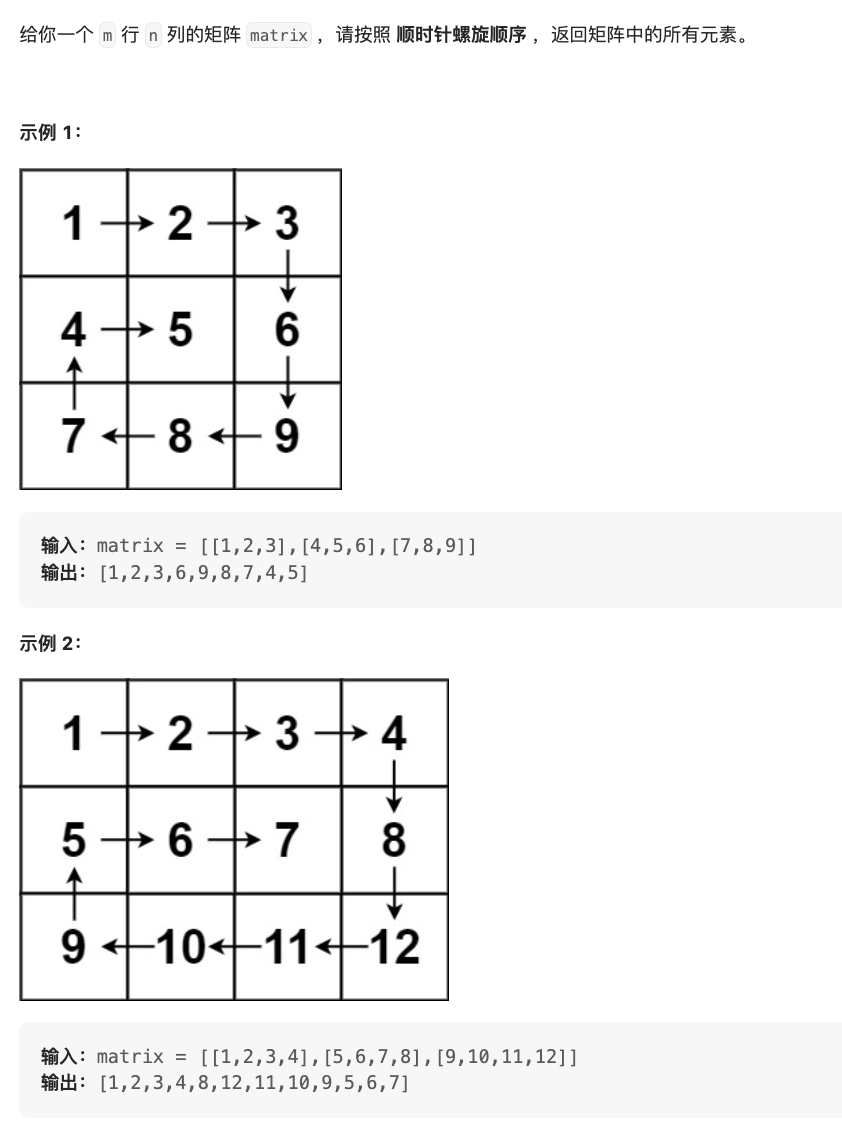 给你一个 m 行 n 列的矩阵 matrix ，请按照 顺时针螺旋顺序 ，返回矩阵中的所有元素。
示例 1：
1 2 3
4 5 6
7 8 9
输入：matrix = [[1,2,3],[4,5,6],[7,8,9]]
输出：[1,2,3,6,9,8,7,4,5]
示例 2：
1 2 3 4
5 6 7 8
9 10 11 12
输入：matrix = [[1,2,3,4],[5,6,7,8],[9,10,11,12]]
输出：[1,2,3,4,8,12,11,10,9,5,6,7]